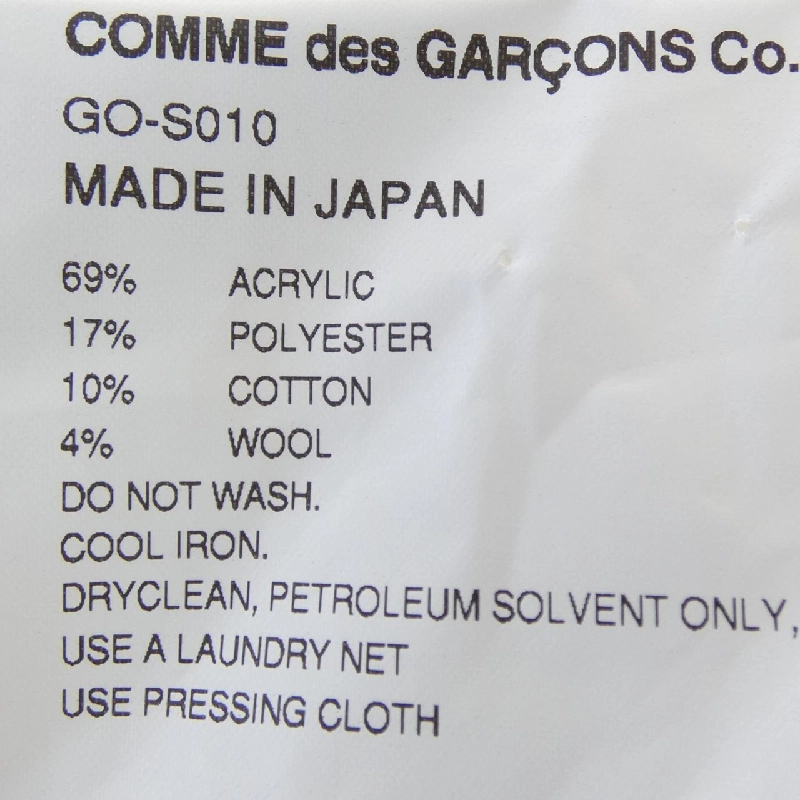 COMME des GARÇONS Co.
GO-S010
MADE IN JAPAN
69% ACRYLIC
17% POLYESTER
10% COTTON
4% WOOL
DO NOT WASH.
COOL IRON.
DRYCLEAN, PETROLEUM SOLVENT ONLY,
USE A LAUNDRY NET
USE PRESSING CLOTH